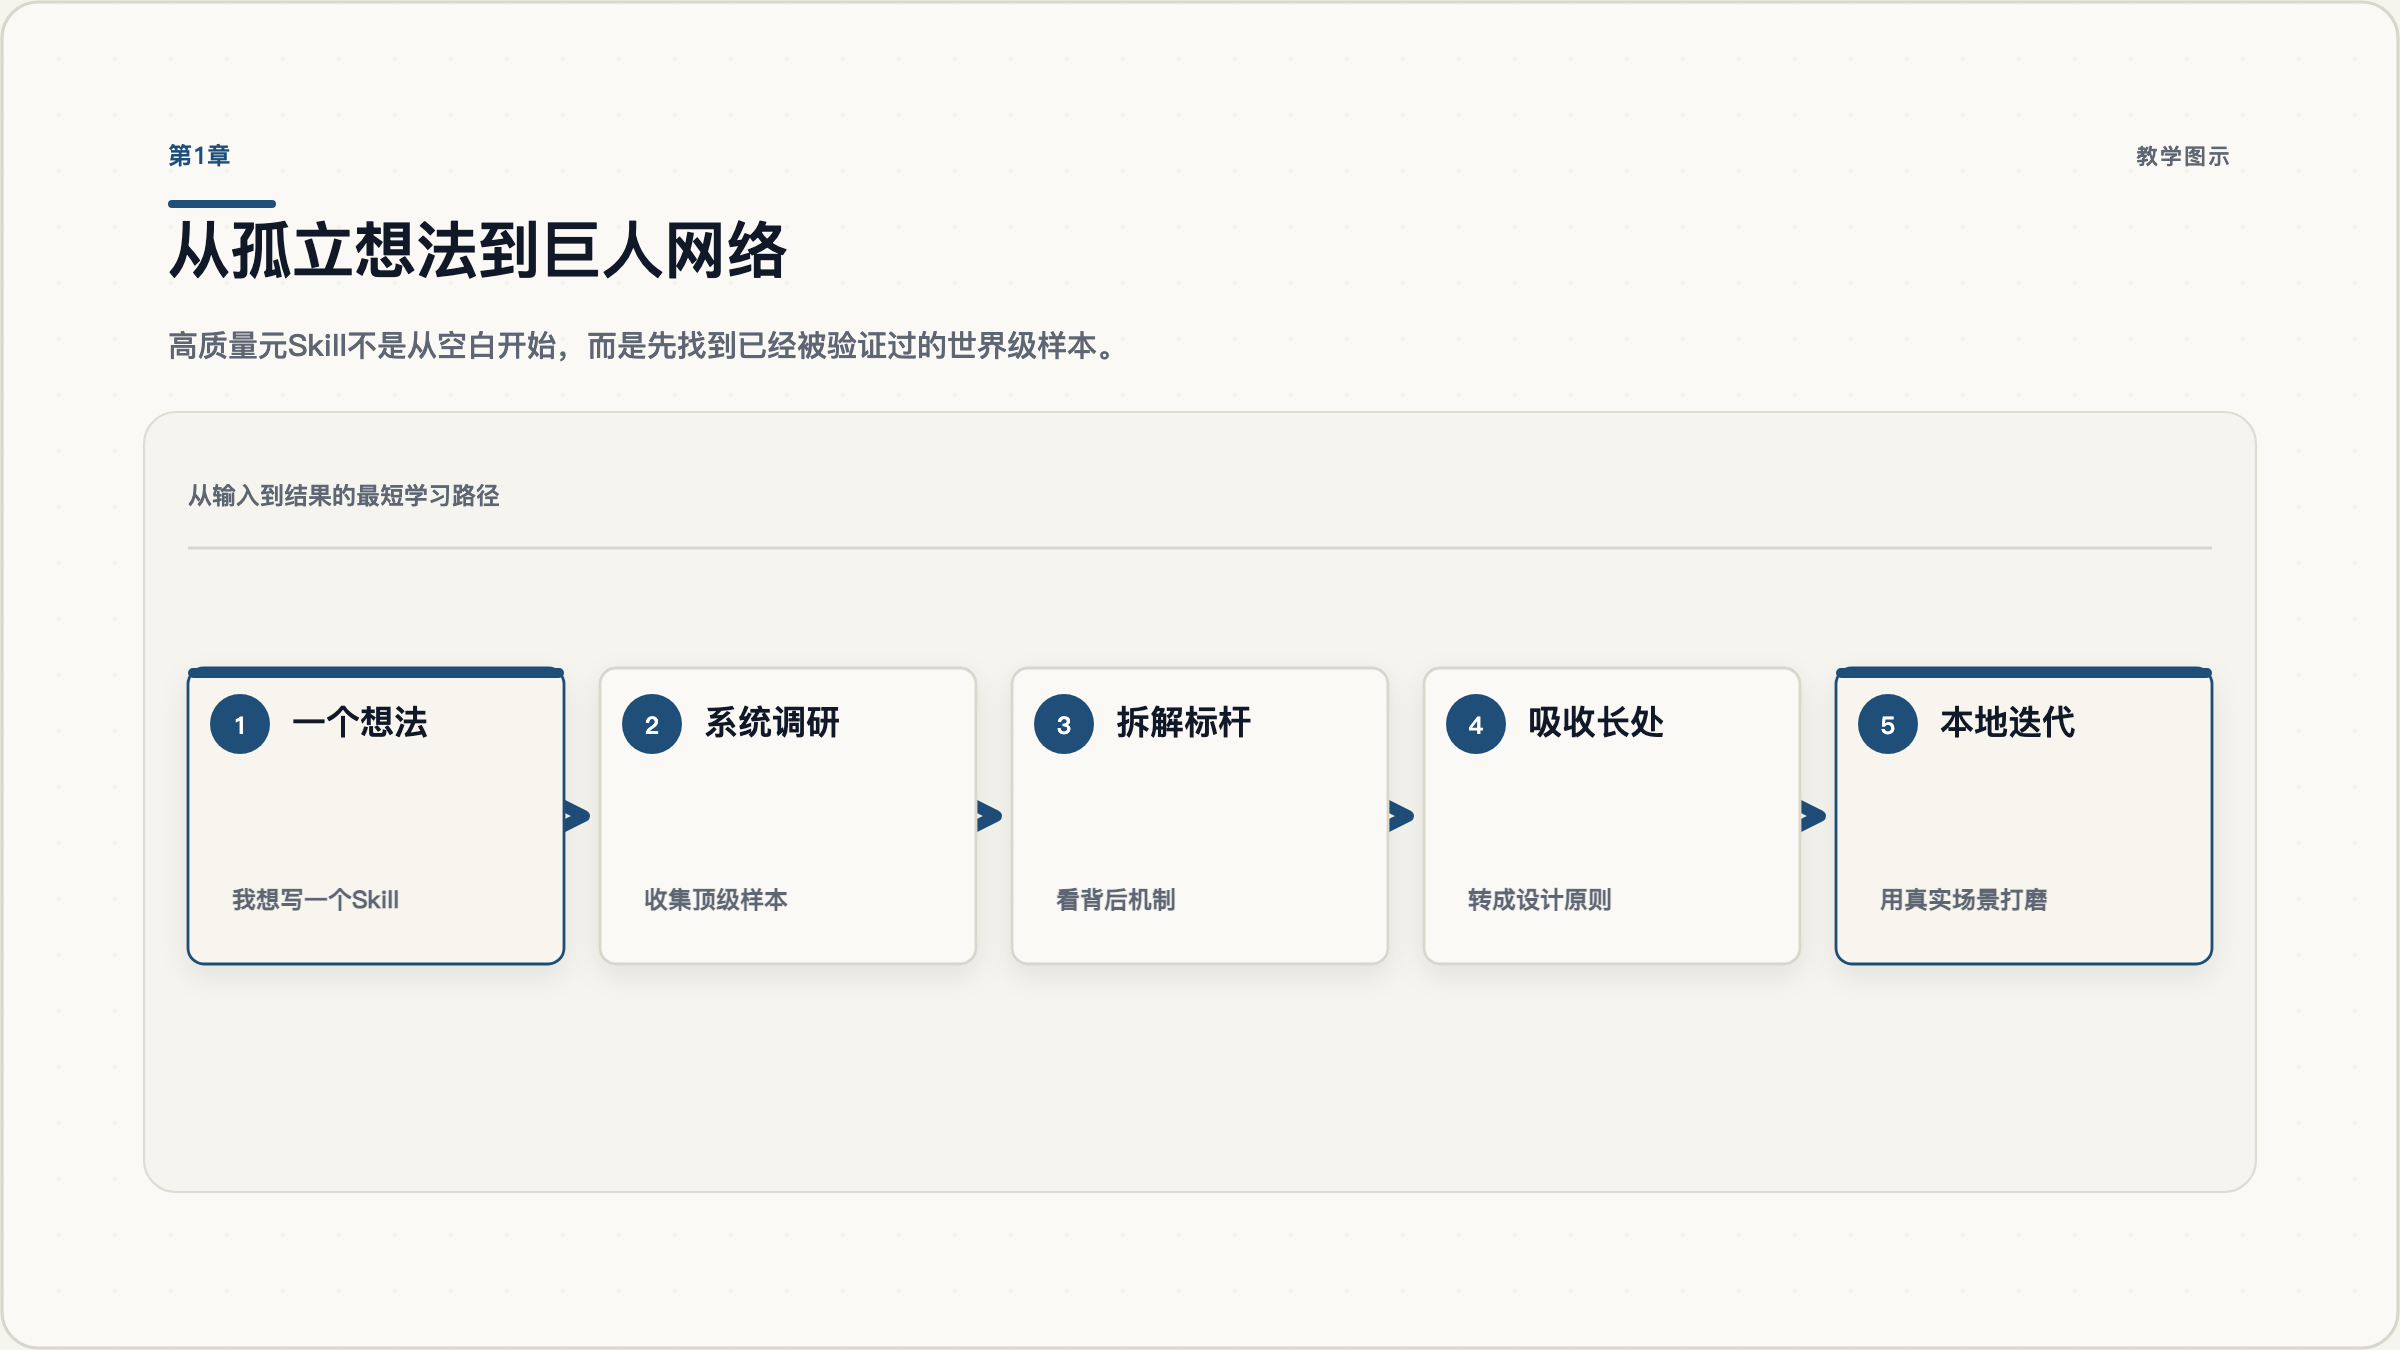 第1章
教学图示
从孤立想法到巨人网络
高质量元Skill不是从空白开始，而是先找到已经被验证过的世界级样本。
从输入到结果的最短学习路径
1 一个想法
我想写一个Skill
2 系统调研
收集顶级样本
3 拆解标杆
看背后机制
4 吸收长处
转成设计原则
5 本地迭代
用真实场景打磨